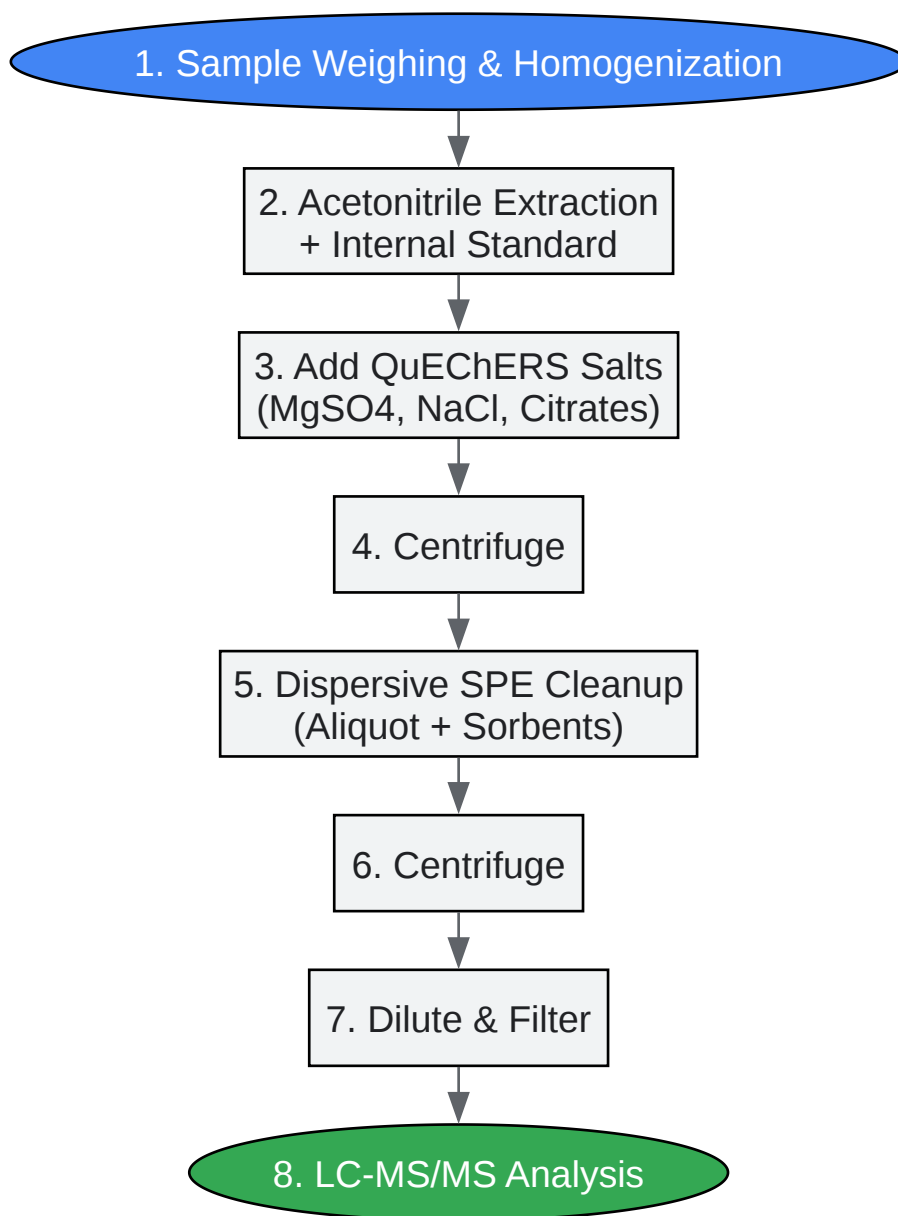 1. Sample Weighing & Homogenization
2. Acetonitrile Extraction
+ Internal Standard
3. Add QuEChERS Salts
(MgSO4, NaCl, Citrates)
4. Centrifuge
5. Dispersive SPE Cleanup
(Aliquot + Sorbents)
6. Centrifuge
7. Dilute & Filter
8. LC-MS/MS Analysis